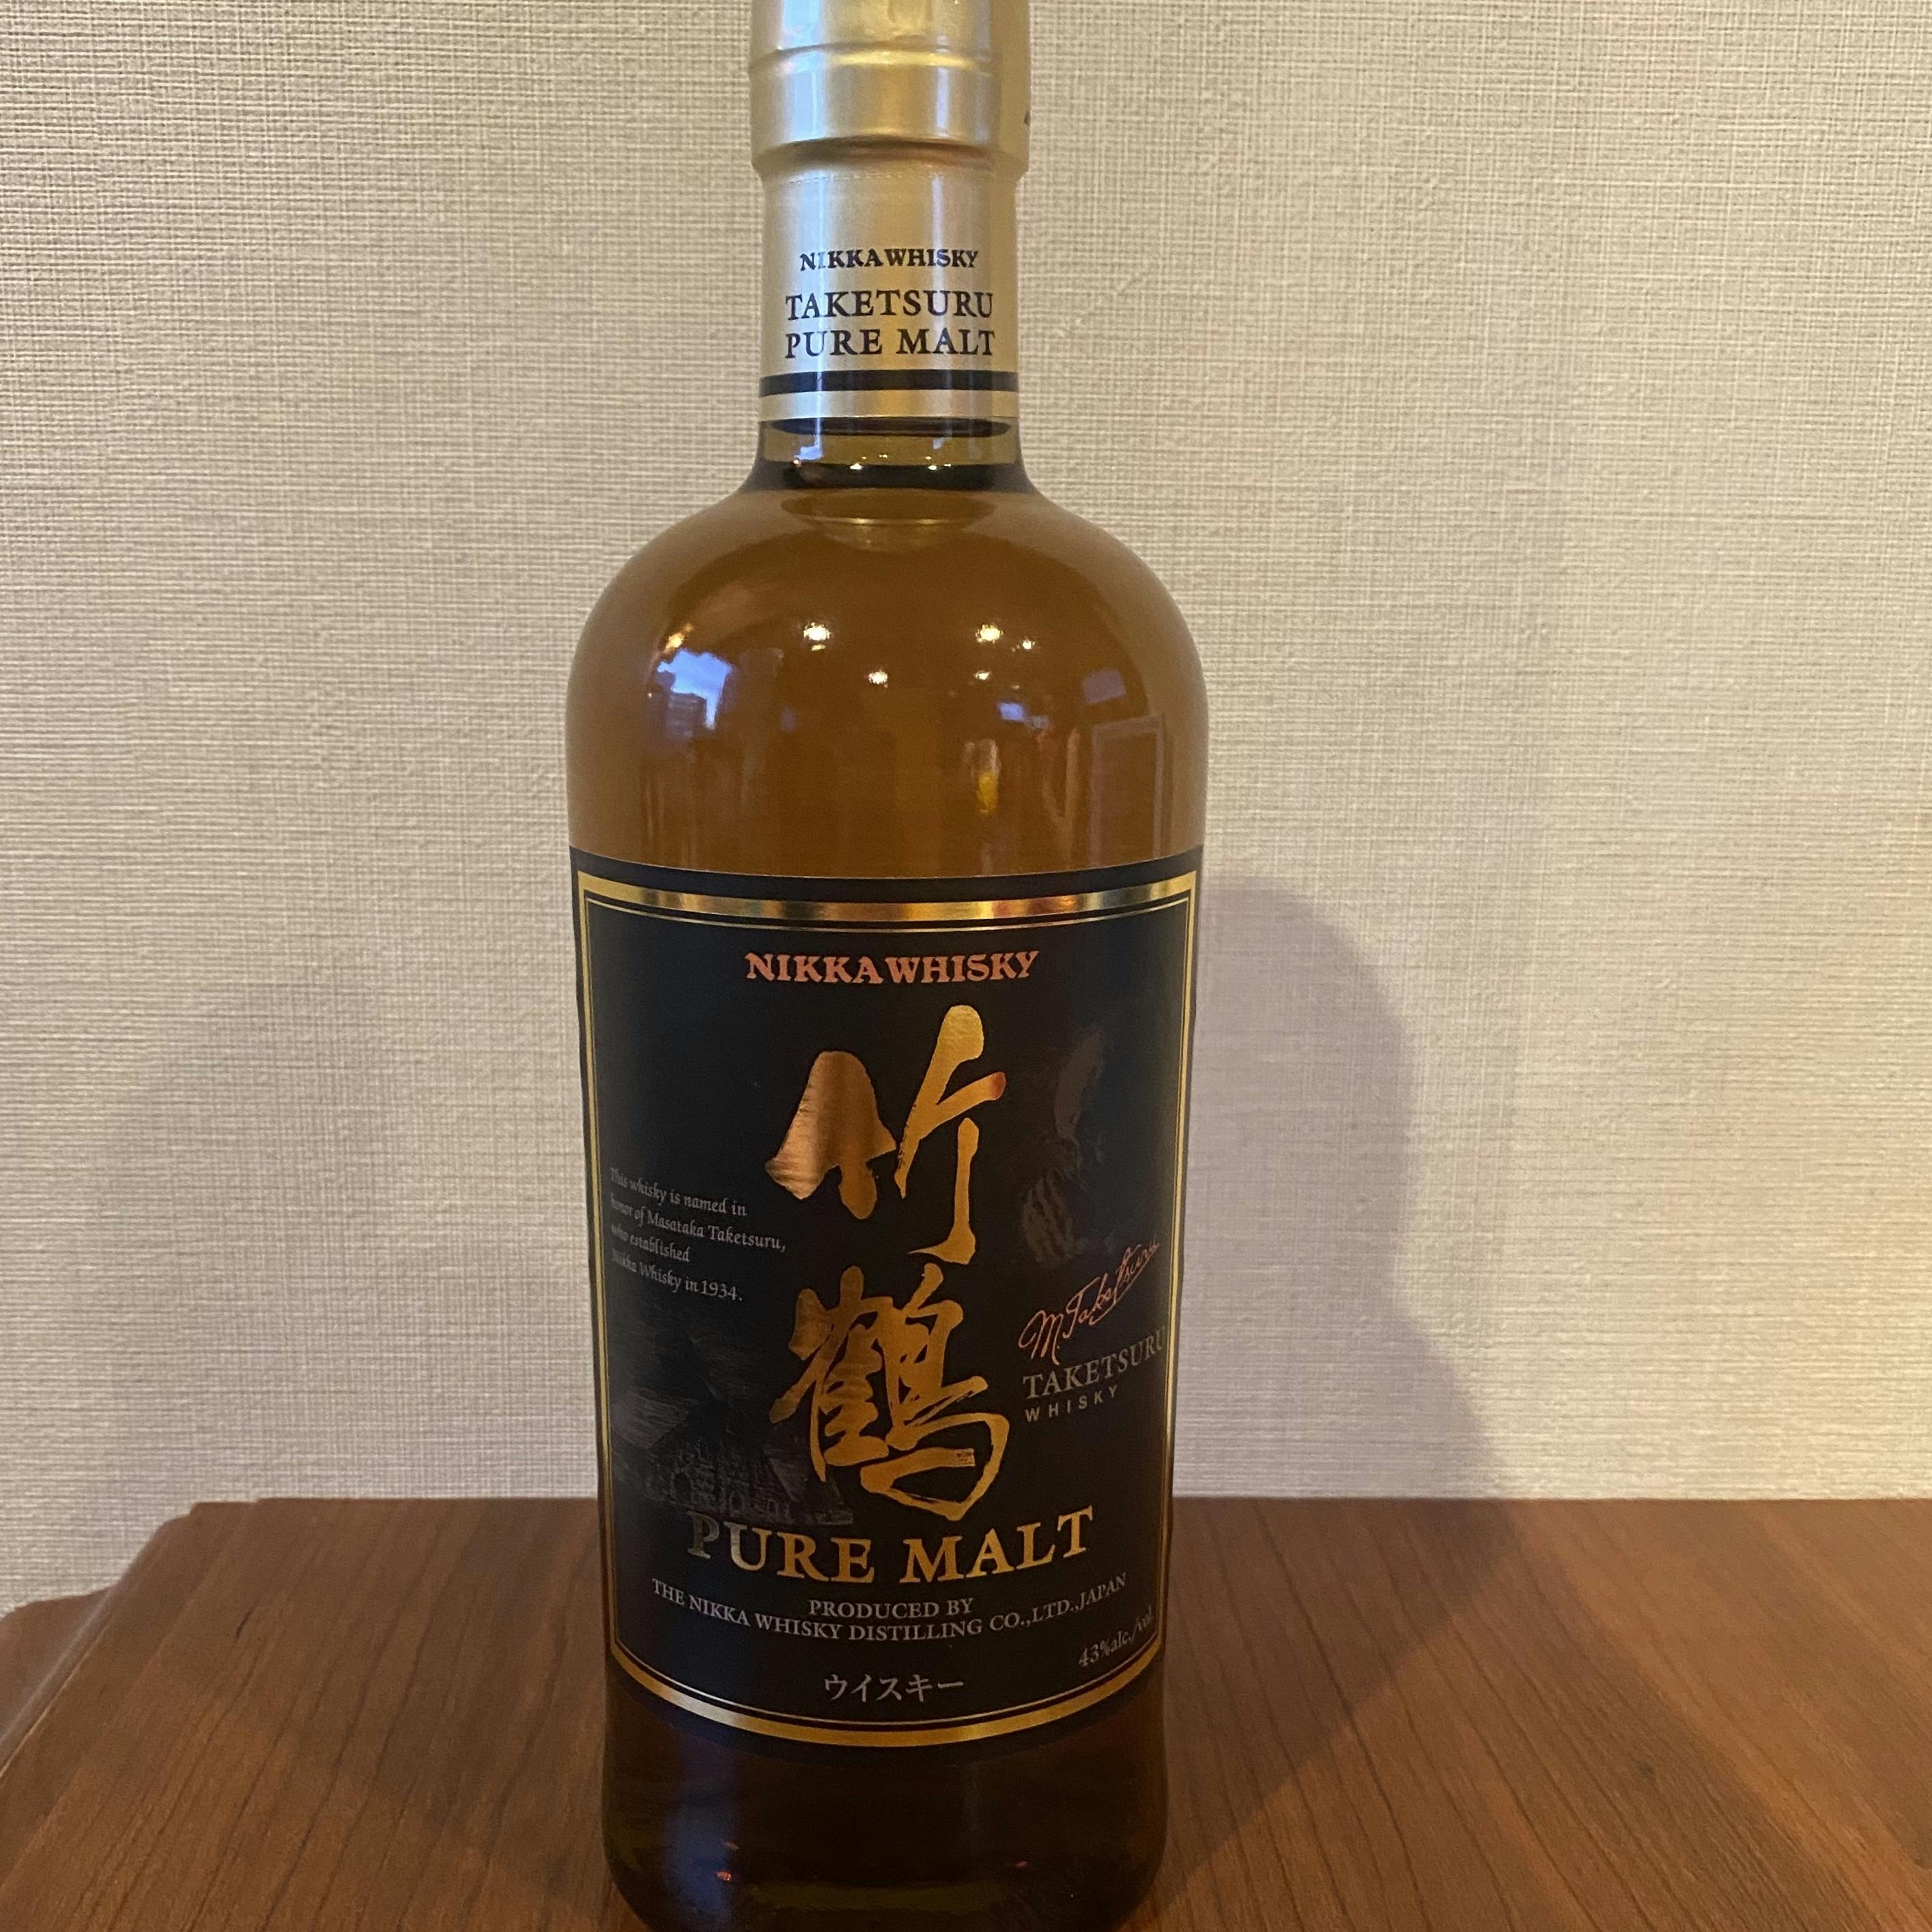 NIKKA WHISKY
TAKETSURU
PURE MALT
NIKKA WHISKY
竹
鶴
This whisky is named in
honor of Masataka Taketsuru,
who established
Nikka Whisky in 1934.
M. Taketsuru
TAKETSURU
WHISKY
PURE MALT
PRODUCED BY
THE NIKKA WHISKY DISTILLING CO.,LTD.,JAPAN
43%alc./vol.
ウイスキー